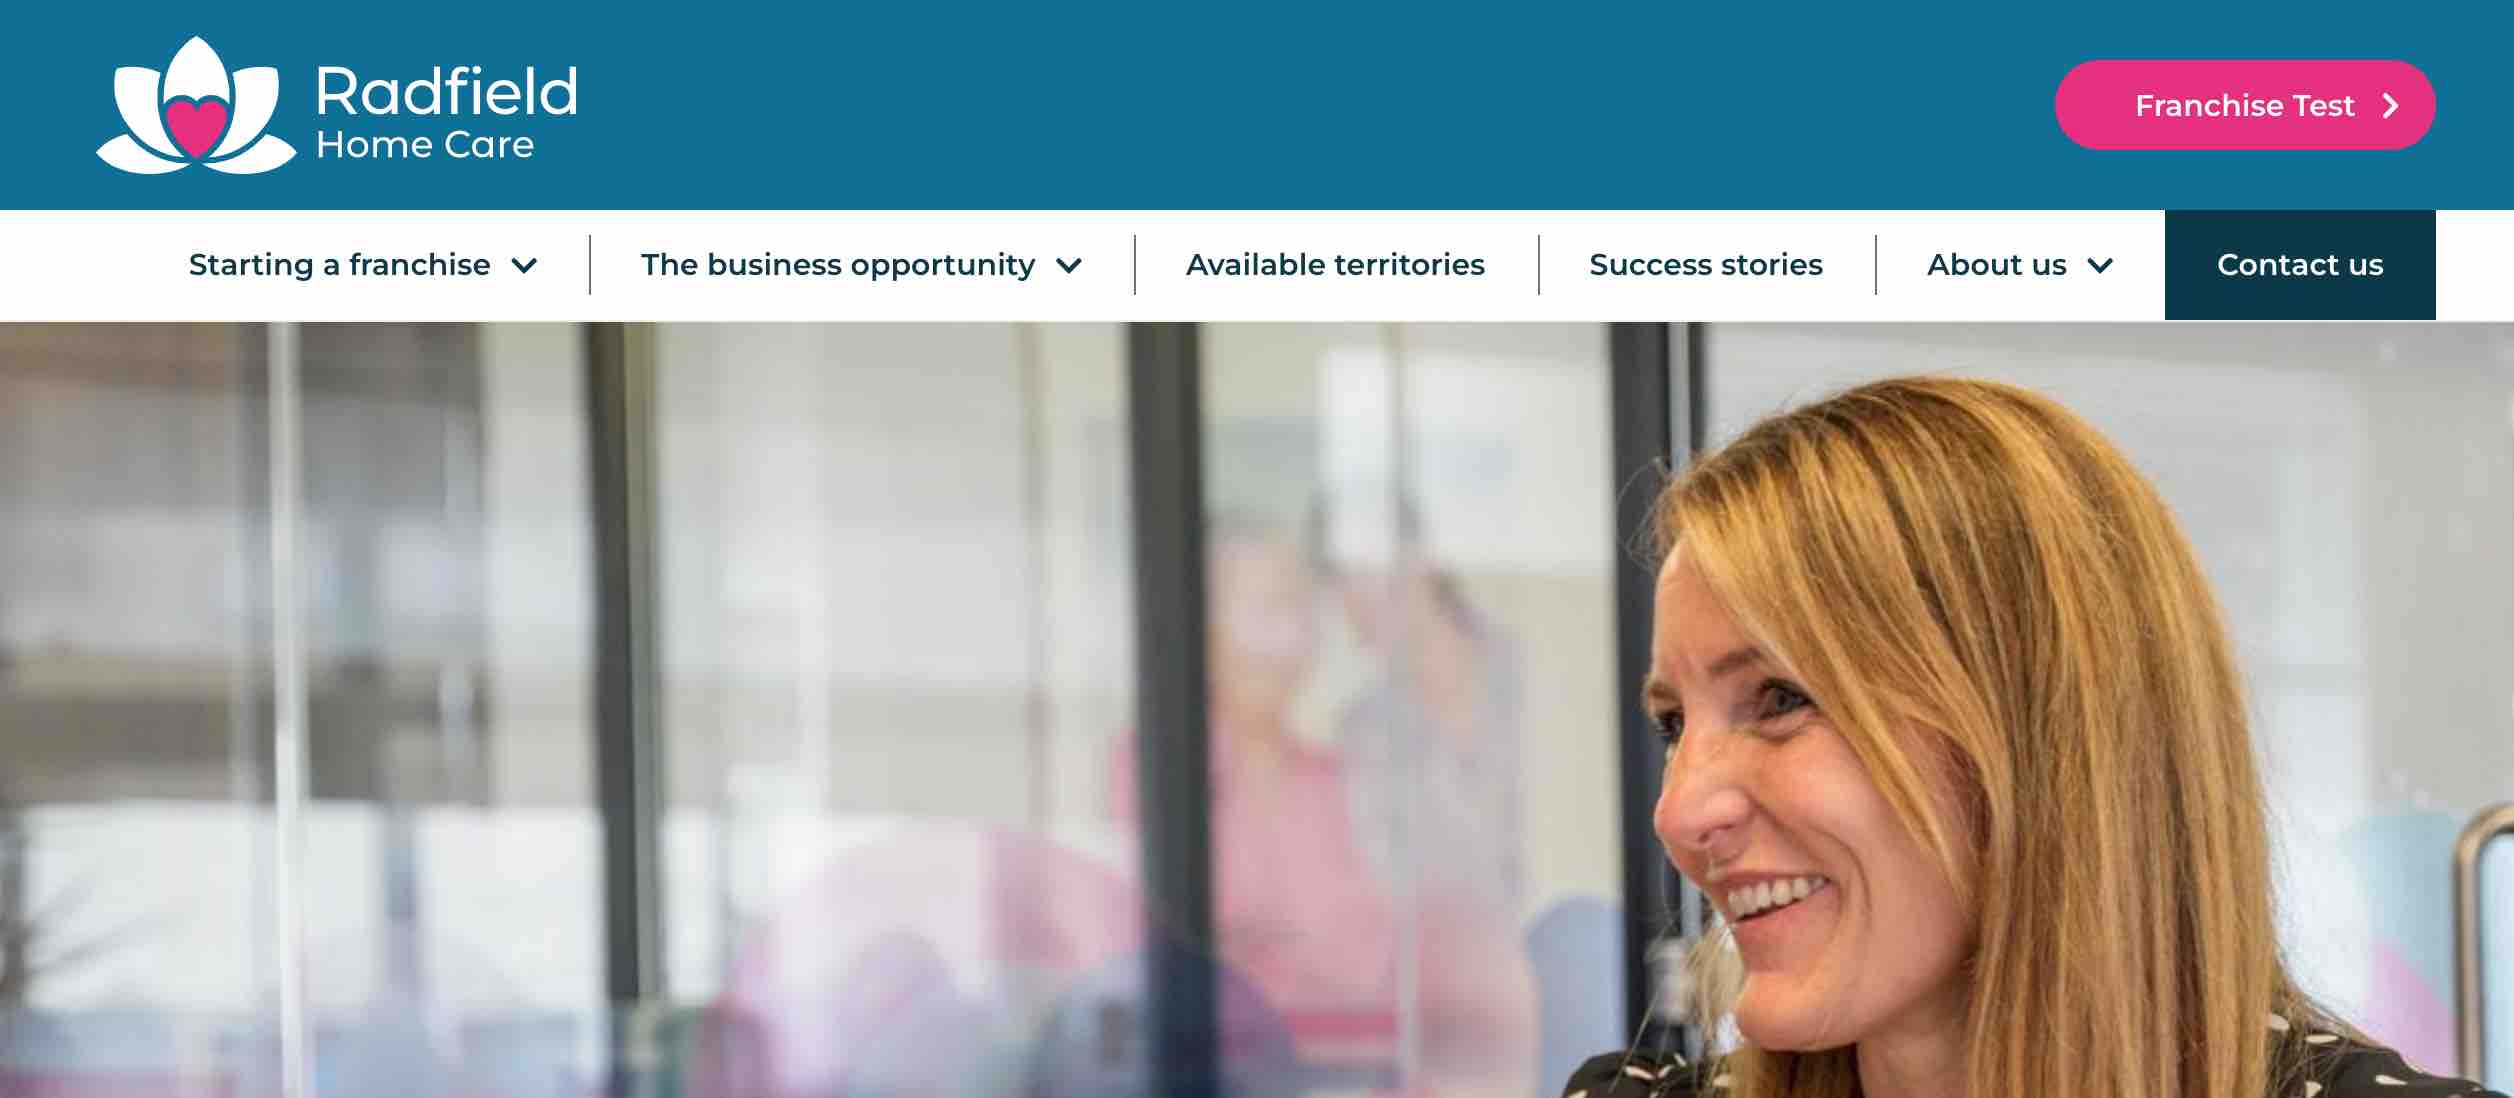 Radfield
Home Care
Franchise Test
Starting a franchise
The business opportunity
Available territories
Success stories
About us
Contact us